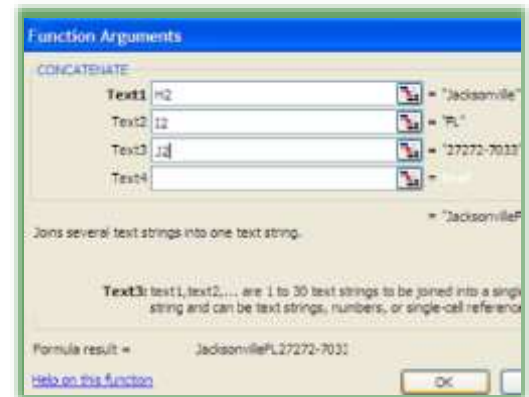 Function Arguments
CONCATENATE
Text1 H2 = "Jacksonville"
Text2 I2 = "FL"
Text3 J2 = "27272-7033"
Text4 =
= "JacksonvilleF
Joins several text strings into one text string.
Text3: text1,text2,... are 1 to 30 text strings to be joined into a single
string and can be text strings, numbers, or single-cell reference
Formula result = JacksonvilleFL27272-7033
Help on this function
OK